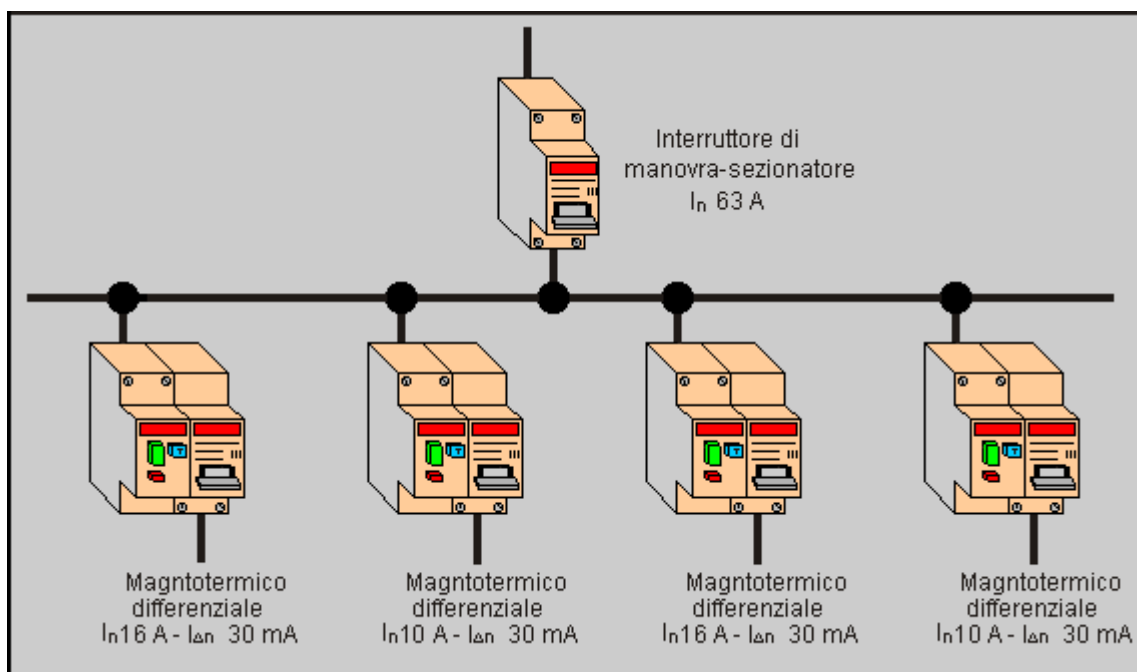 Interruttore di
manovra-sezionatore
In 63 A
Magntotermico
differenziale
In16 A - IΔn 30 mA
Magntotermico
differenziale
In10 A - IΔn 30 mA
Magntotermico
differenziale
In16 A - IΔn 30 mA
Magntotermico
differenziale
In10 A - IΔn 30 mA